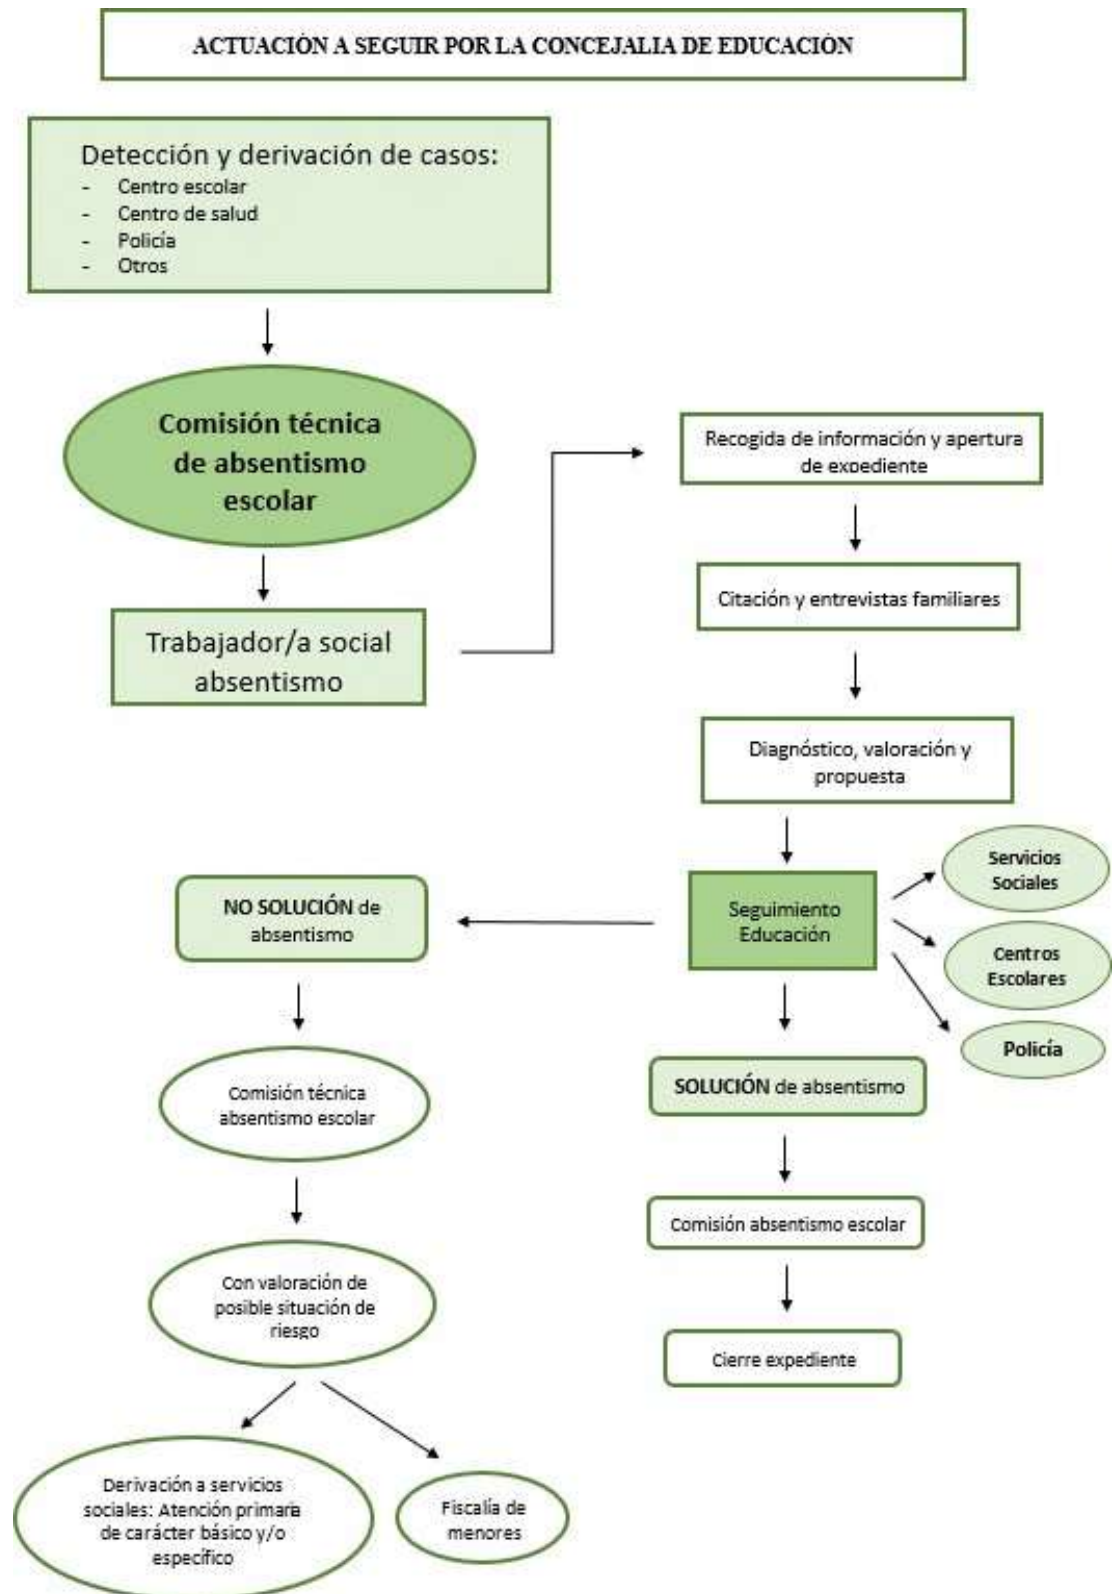 ACTUACIÓN A SEGUIR POR LA CONCEJALIA DE EDUCACIÓN
Detección y derivación de casos:
- Centro escolar
- Centro de salud
- Policía
- Otros
Comisión técnica
de absentismo
escolar
Trabajador/a social
absentismo
Recogida de información y apertura
de expediente
Citación y entrevistas familiares
Diagnóstico, valoración y
propuesta
Seguimiento
Educación
Servicios
Sociales
Centros
Escolares
Policía
NO SOLUCIÓN de
absentismo
Comisión técnica
absentismo escolar
Con valoración de
posible situación de
riesgo
Derivación a servicios
sociales: Atención primaria
de carácter básico y/o
específico
Fiscalía de
menores
SOLUCIÓN de absentismo
Comisión absentismo escolar
Cierre expediente